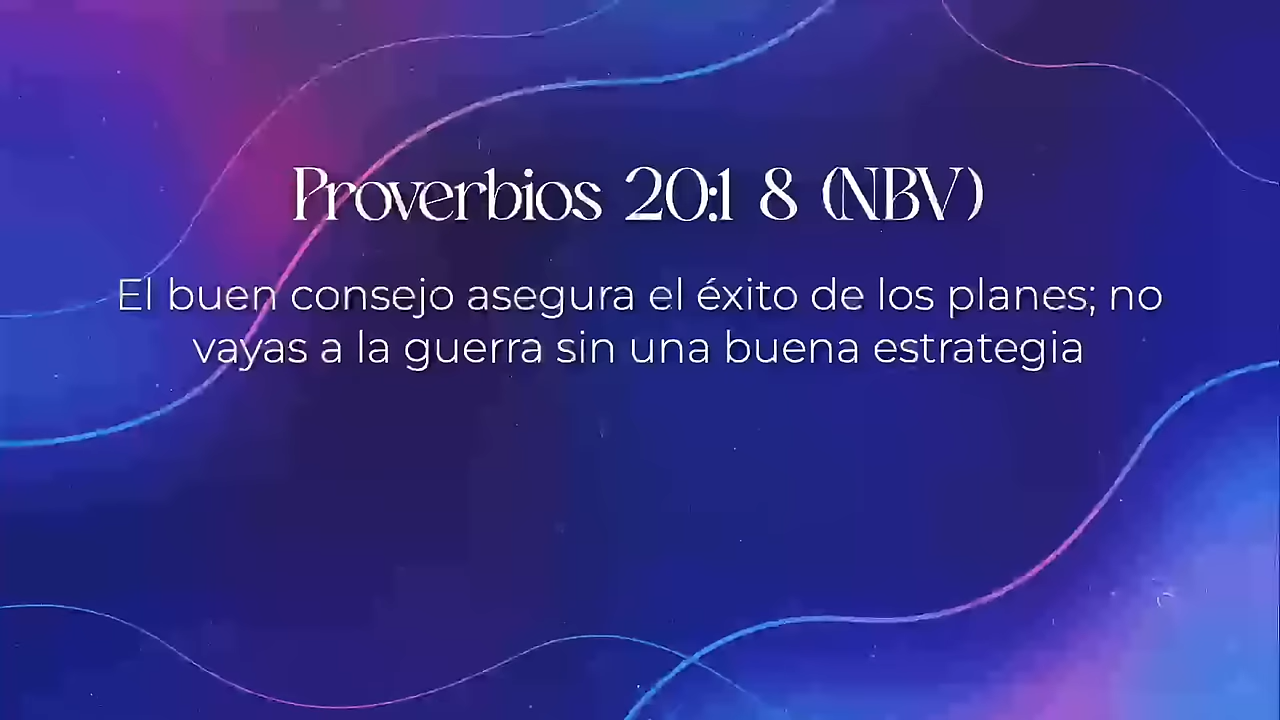 Proverbios 20:1 8 (NBV)
El buen consejo asegura el éxito de los planes; no
vayas a la guerra sin una buena estrategia